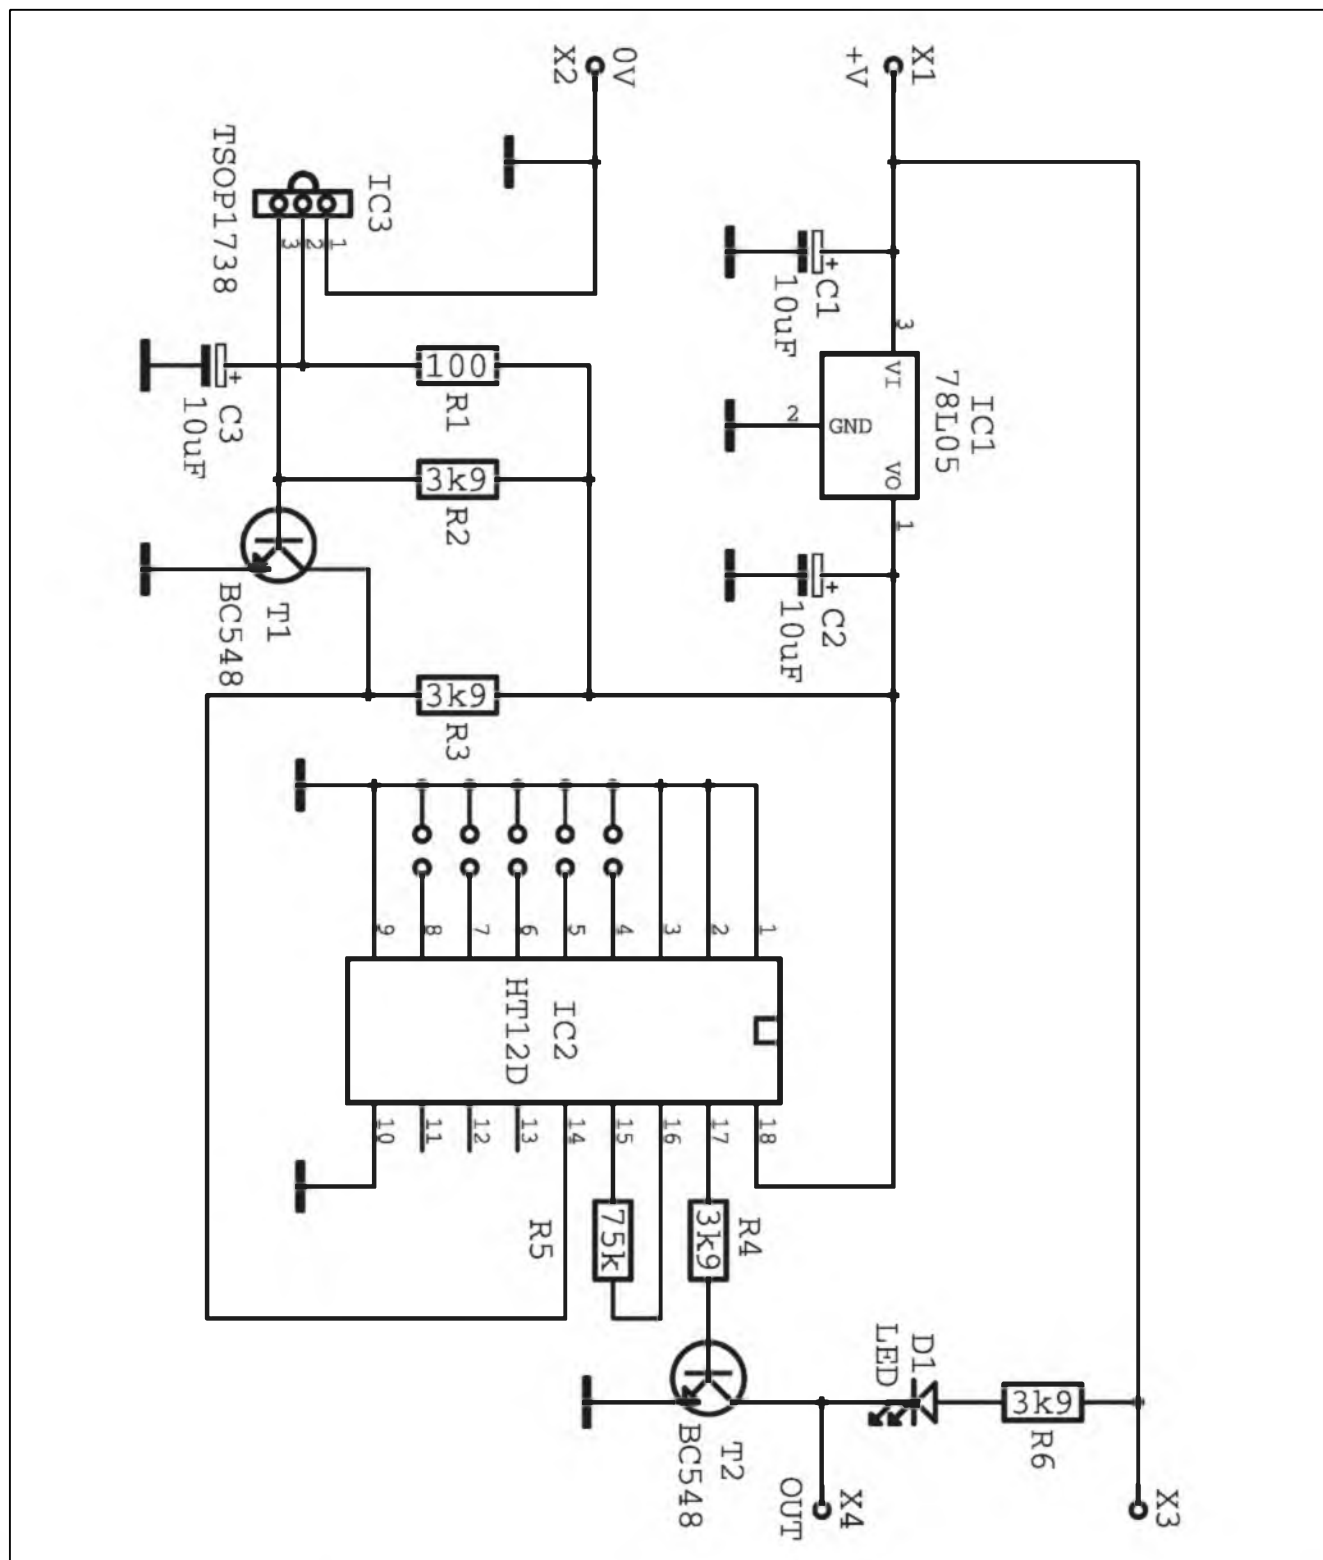 X1
+V
0V
X2
IC3
TSOP1738
1
2
3
C1
10uF
3
VI
IC1
78L05
2
GND
VO
1
100
R1
C3
10uF
3k9
R2
C2
10uF
T1
BC548
3k9
R3
1
2
3
4
5
6
7
8
9
IC2
HT12D
18
17
16
15
14
13
12
11
10
R4
3k9
75k
R5
D1
LED
3k9
R6
T2
BC548
X3
X4
OUT